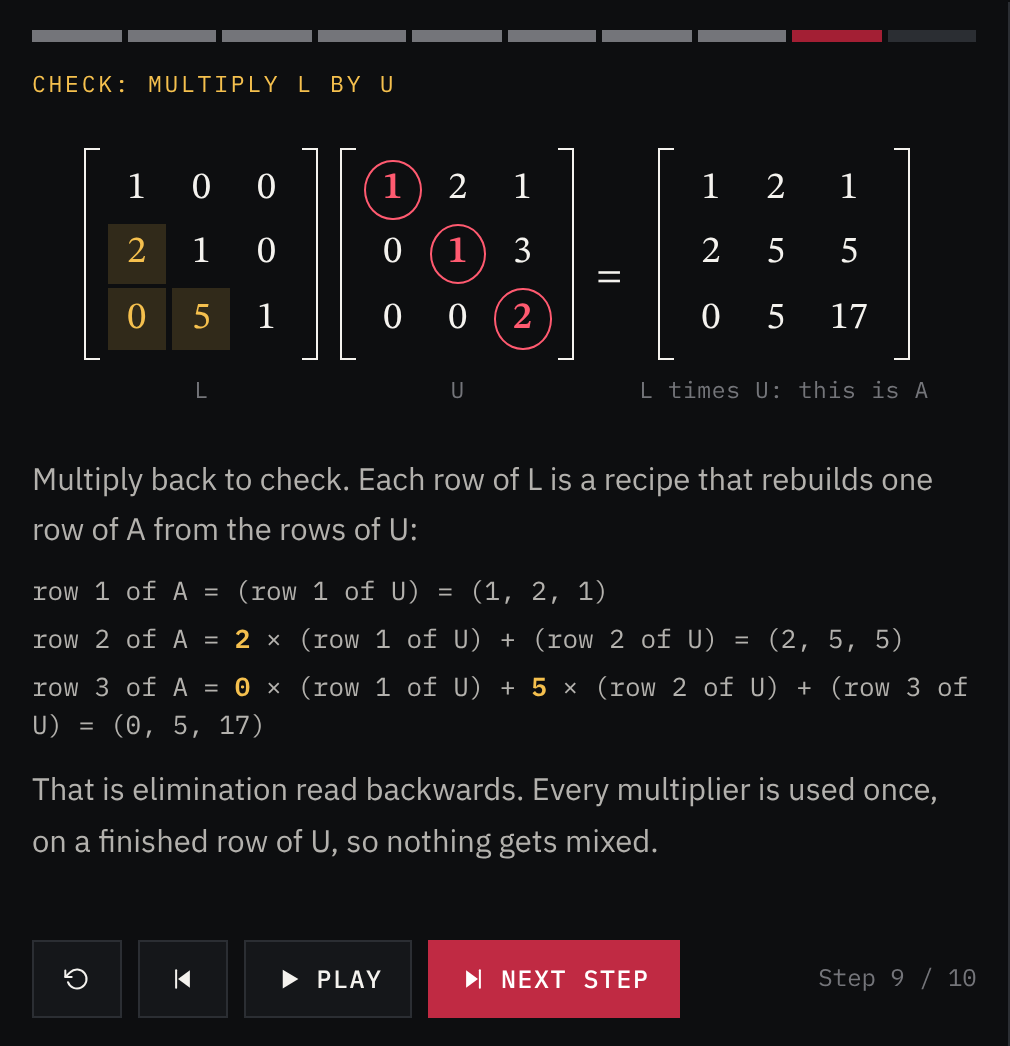 CHECK: MULTIPLY L BY U
1 0 0 1 2 1 1 2 1
2 1 0 0 1 3 = 2 5 5
0 5 1 0 0 2 0 5 17
L U L times U: this is A
Multiply back to check. Each row of L is a recipe that rebuilds one
row of A from the rows of U:
row 1 of A = (row 1 of U) = (1, 2, 1)
row 2 of A = 2 × (row 1 of U) + (row 2 of U) = (2, 5, 5)
row 3 of A = 0 × (row 1 of U) + 5 × (row 2 of U) + (row 3 of
U) = (0, 5, 17)
That is elimination read backwards. Every multiplier is used once,
on a finished row of U, so nothing gets mixed.
PLAY NEXT STEP Step 9 / 10